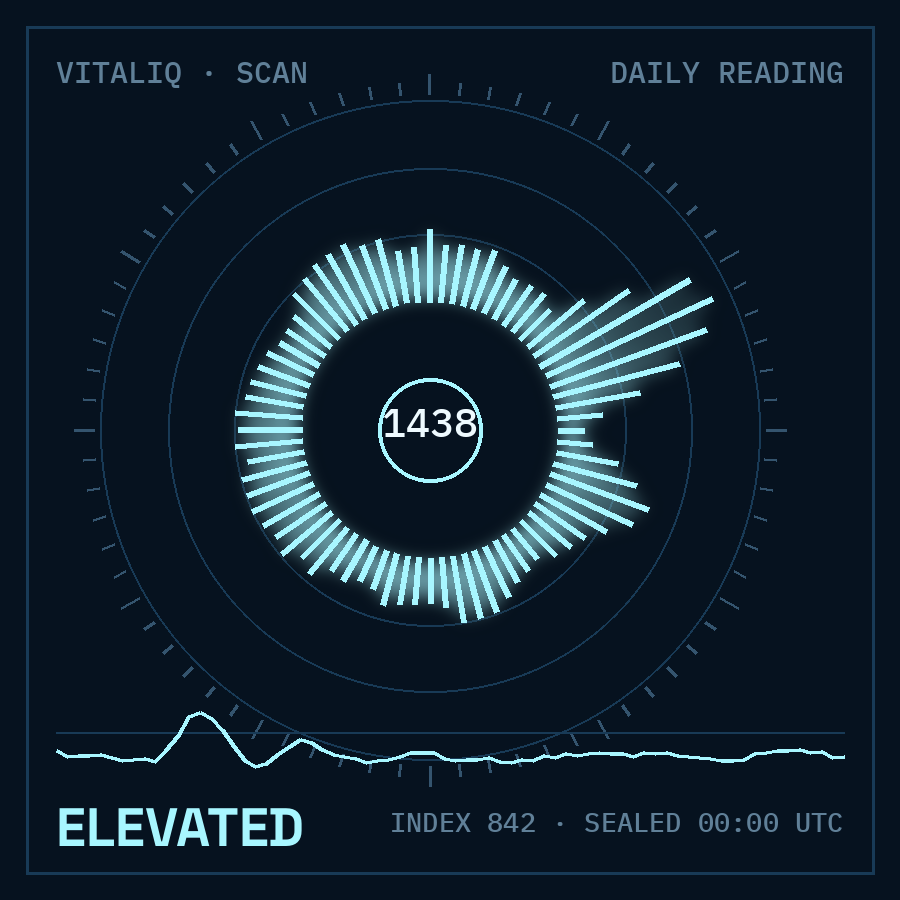 VITALIQ · SCAN
DAILY READING
1438
ELEVATED
INDEX 842 · SEALED 00:00 UTC